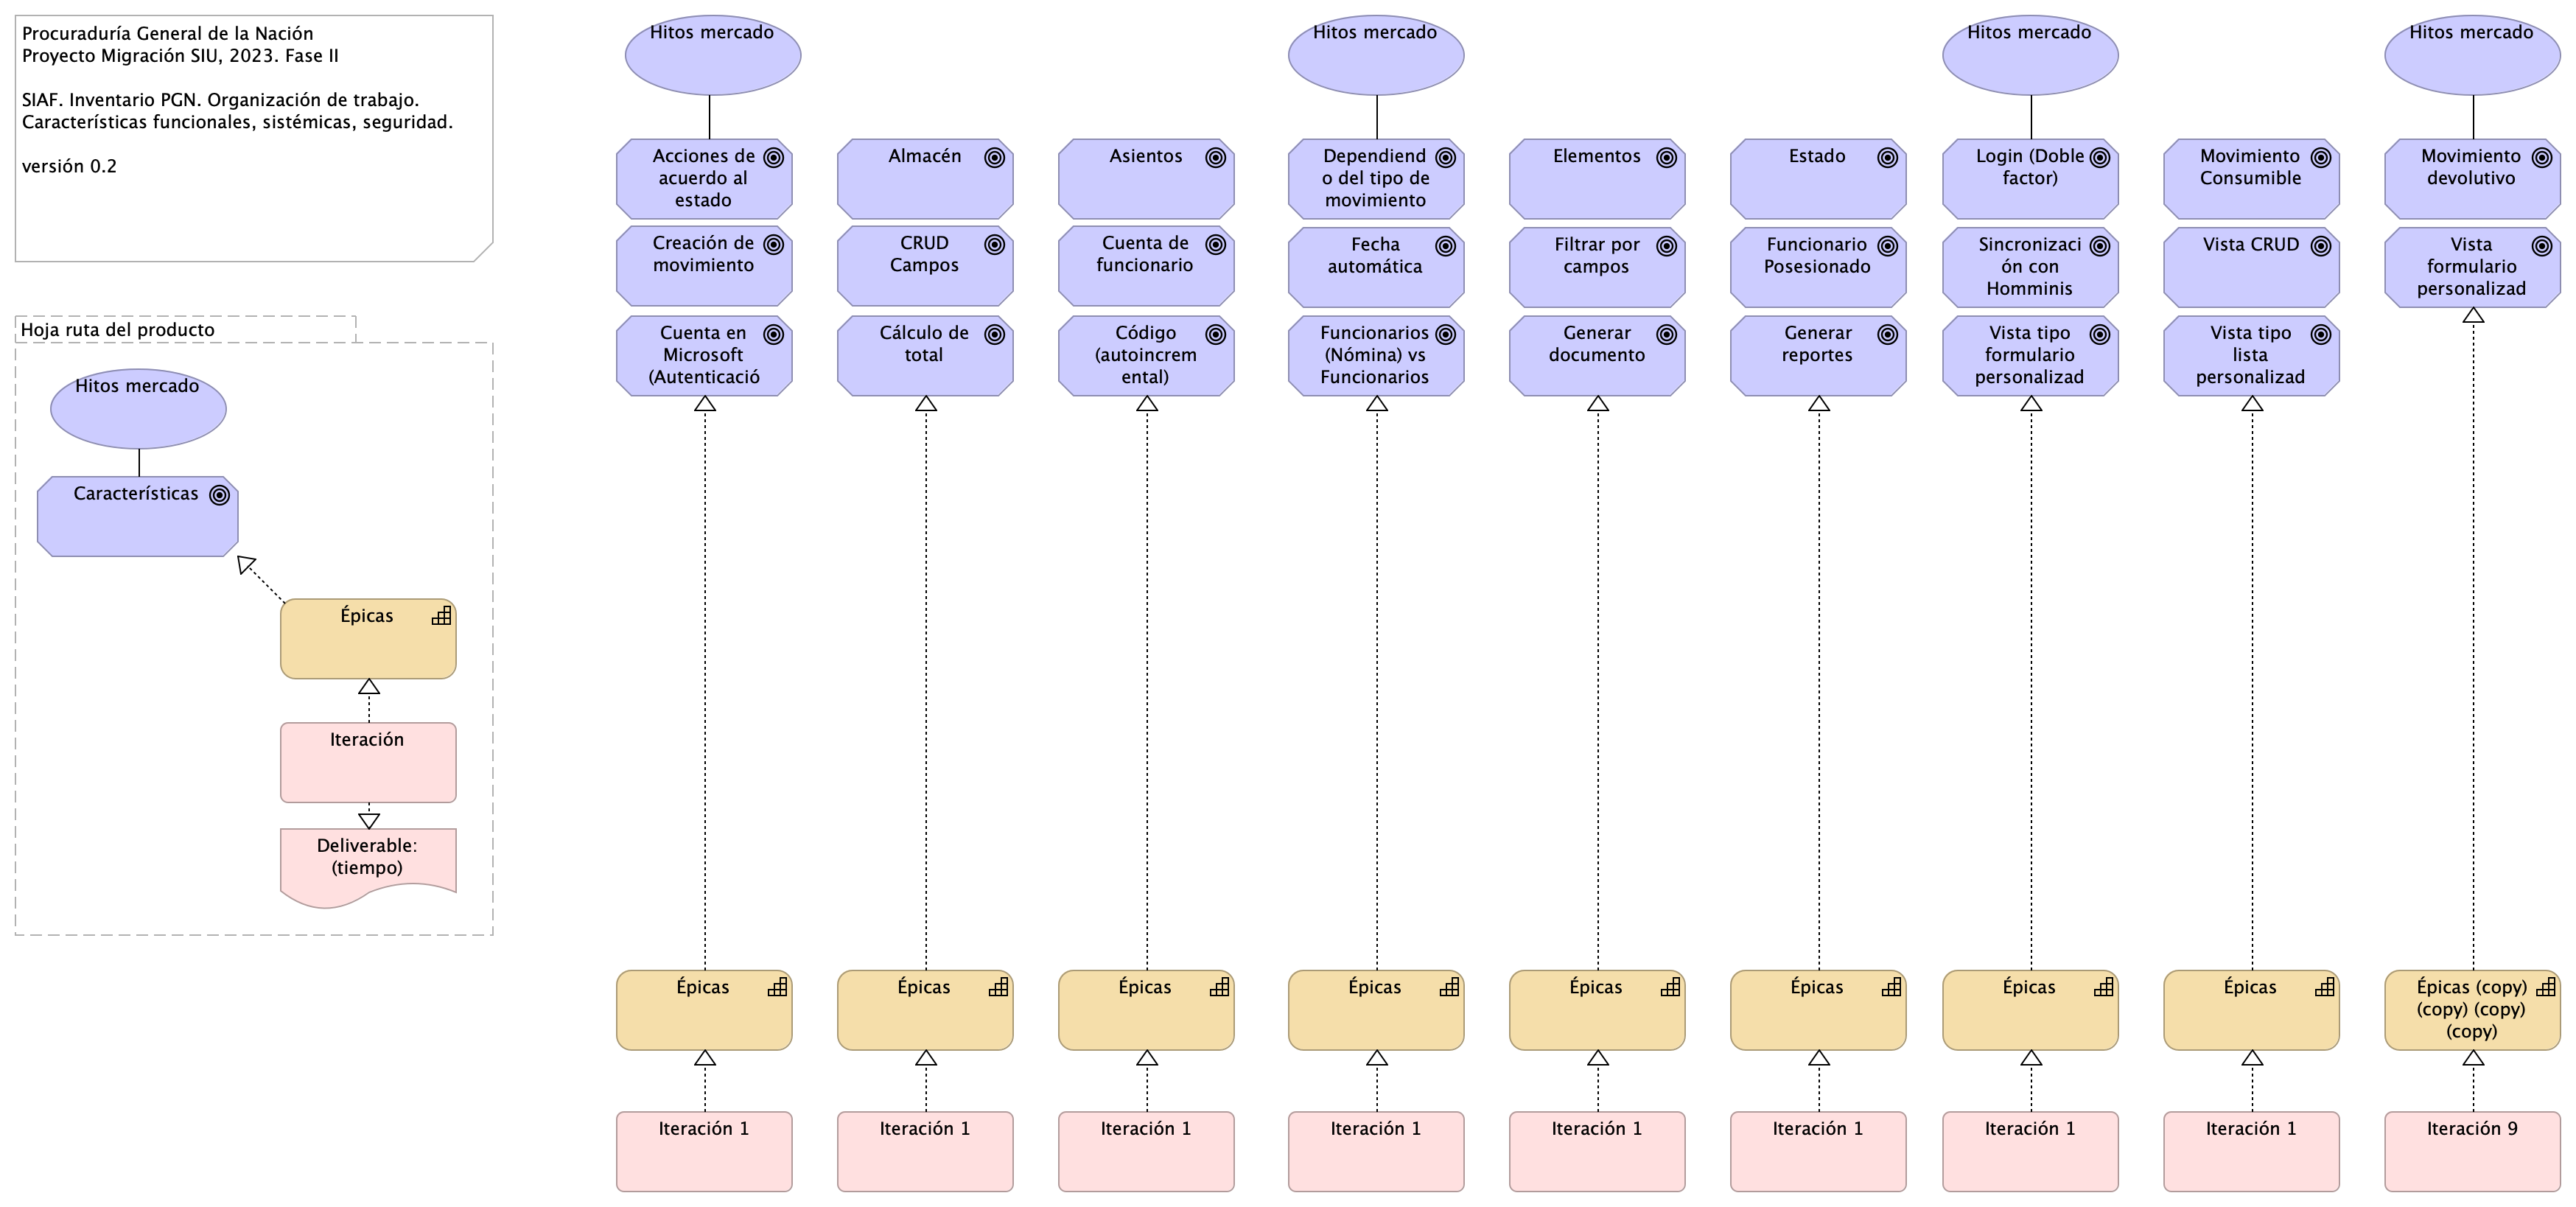 Procuraduría General de la Nación
Proyecto Migración SIU, 2023. Fase II
SIAF. Inventario PGN. Organización de trabajo.
Características funcionales, sistémicas, seguridad.
versión 0.2
Hoja ruta del producto
Hitos mercado
Características
Épicas
Iteración
Deliverable:
(tiempo)
Hitos mercado
Hitos mercado
Hitos mercado
Hitos mercado
Acciones de
acuerdo al
estado
Almacén
Asientos
Dependiend
o del tipo de
movimiento
Elementos
Estado
Login (Doble
factor)
Movimiento
Consumible
Movimiento
devolutivo
Creación de
movimiento
CRUD
Campos
Cuenta de
funcionario
Fecha
automática
Filtrar por
campos
Funcionario
Posesionado
Sincronizaci
ón con
Homminis
Vista CRUD
Vista
formulario
personalizad
Cuenta en
Microsoft
(Autenticació
Cálculo de
total
Código
(autoincrem
ental)
Funcionarios
(Nómina) vs
Funcionarios
Generar
documento
Generar
reportes
Vista tipo
formulario
personalizad
Vista tipo
lista
personalizad
Épicas
Épicas
Épicas
Épicas
Épicas
Épicas
Épicas
Épicas
Épicas (copy)
(copy) (copy)
(copy)
Iteración 1
Iteración 1
Iteración 1
Iteración 1
Iteración 1
Iteración 1
Iteración 1
Iteración 1
Iteración 9